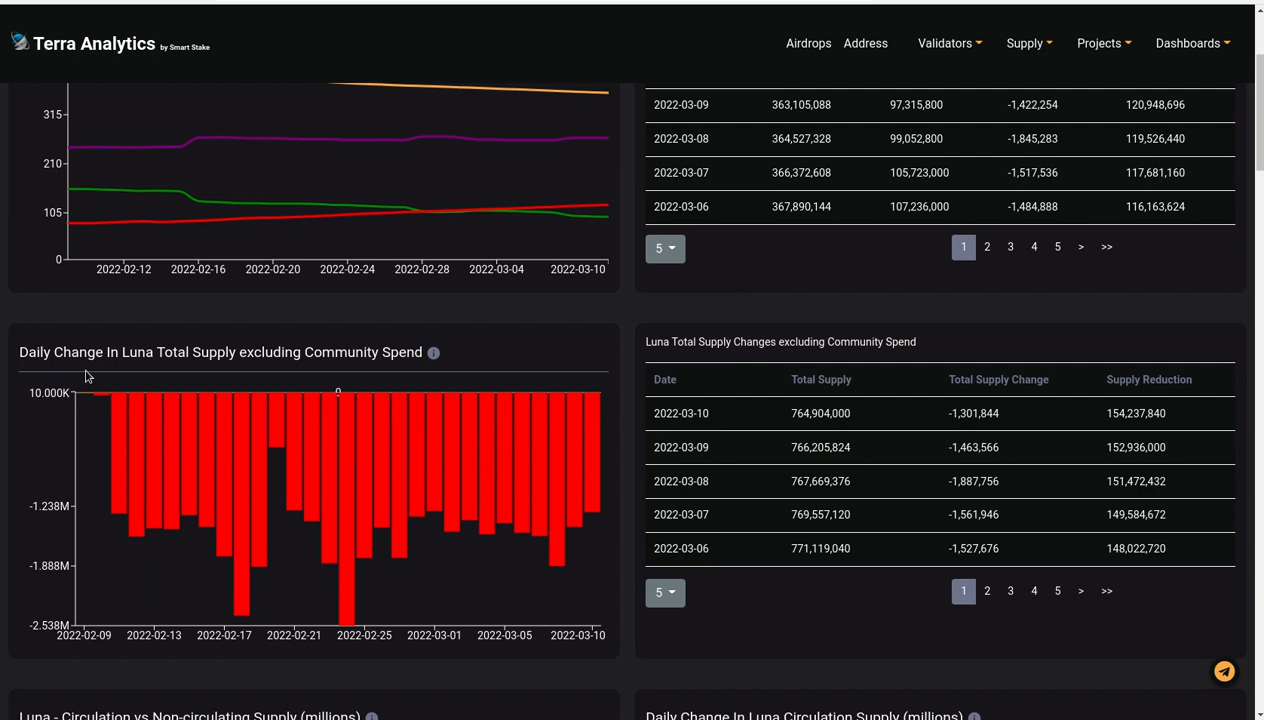 Terra Analytics by Smart Stake
Airdrops Address Validators Supply Projects Dashboards
315
210
105
0
2022-02-12 2022-02-16 2022-02-20 2022-02-24 2022-02-28 2022-03-04 2022-03-10
2022-03-09 363,105,088 97,315,800 -1,422,254 120,948,696
2022-03-08 364,527,328 99,052,800 -1,845,283 119,526,440
2022-03-07 366,372,608 105,723,000 -1,517,536 117,681,160
2022-03-06 367,890,144 107,236,000 -1,484,888 116,163,624
5 1 2 3 4 5 > >>
Daily Change In Luna Total Supply excluding Community Spend
10.000K
0
-1.238M
-1.888M
-2.538M
2022-02-09 2022-02-13 2022-02-17 2022-02-21 2022-02-25 2022-03-01 2022-03-05 2022-03-10
Luna Total Supply Changes excluding Community Spend
Date Total Supply Total Supply Change Supply Reduction
2022-03-10 764,904,000 -1,301,844 154,237,840
2022-03-09 766,205,824 -1,463,566 152,936,000
2022-03-08 767,669,376 -1,887,756 151,472,432
2022-03-07 769,557,120 -1,561,946 149,584,672
2022-03-06 771,119,040 -1,527,676 148,022,720
5 1 2 3 4 5 > >>
Luna - Circulation vs Non-circulating Supply (millions)
Daily Change In Luna Circulation Supply (millions)